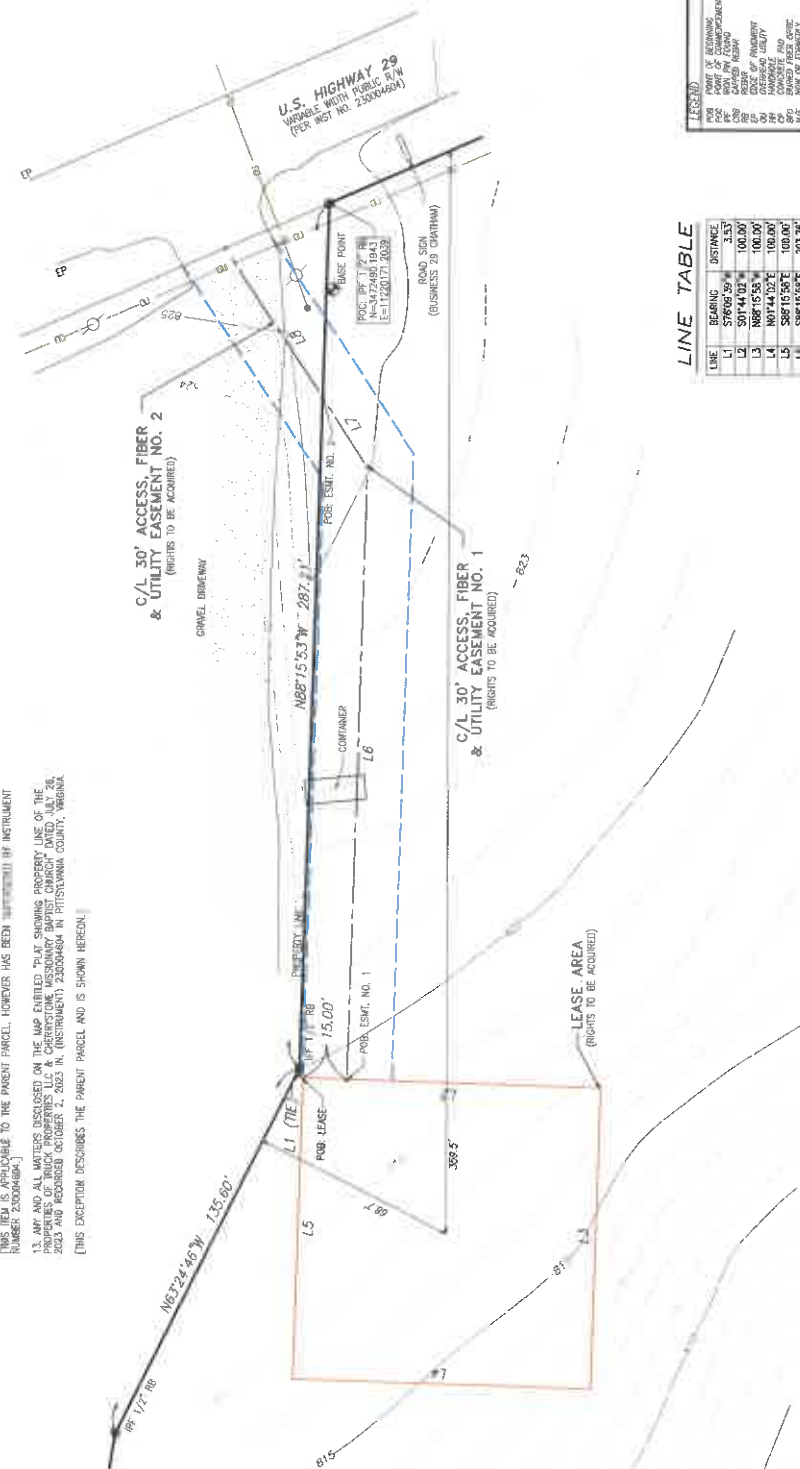 [THIS ITEM IS APPLICABLE TO THE PARENT PARCEL, HOWEVER HAS BEEN BY INSTRUMENT
NUMBER 230004604.]
13. ANY AND ALL MATTERS DISCLOSED ON THE MAP ENTITLED "PLAT SHOWING PROPERTY LINE OF THE
PROPERTIES OF TRUCK PROPERTIES LLC & CHERRYSTONE MISSIONARY BAPTIST CHURCH" DATED JULY 26,
2023 AND RECORDED OCTOBER 2, 2023 IN (INSTRUMENT) 230004604 IN PITTSYLVANIA COUNTY, VIRGINIA.
[THIS EXCEPTION DESCRIBES THE PARENT PARCEL AND IS SHOWN HEREON.]
IPF 1/2" RB
N63°24'46"W 135.60'
L1 (TIE
POB: LEASE
IPF 1/2" RB
15.00'
POB: ESMT. NO. 1
L5
68.7'
359.5'
815
LEASE AREA
(RIGHTS TO BE ACQUIRED)
PROPERTY LINE
N88°15'53"W 287.21'
CONTAINER
L6
GRAVEL DRIVEWAY
C/L 30' ACCESS, FIBER
& UTILITY EASEMENT NO. 2
(RIGHTS TO BE ACQUIRED)
C/L 30' ACCESS, FIBER
& UTILITY EASEMENT NO. 1
(RIGHTS TO BE ACQUIRED)
823
824
825
POB: ESMT. NO.
L7
L8
BASE POINT
POC: IPF 1/2" RB
N=3472490.1943
E=11220171.2039
ROAD SIGN
(BUSINESS 29 CHATHAM)
EP
EP
U.S. HIGHWAY 29
VARIABLE WIDTH PUBLIC R/W
(PER INST NO. 230004604)
LINE TABLE
LINE BEARING DISTANCE
L1 S76°09'39"W 3.53'
L2 S01°44'02"W 100.00'
L3 N88°15'58"W 100.00'
L4 N01°44'02"E 100.00'
L5 S88°15'58"E 100.00'
LEGEND
POB POINT OF BEGINNING
POC POINT OF COMMENCEMENT
IPF IRON PIN FOUND
CRB CAPPED REBAR
RB REBAR
EP EDGE OF PAVEMENT
OU OVERHEAD UTILITY
HH HANDHOLE
CP CONCRETE PAD
BFO BURIED FIBER OPTIC
N/F NOW OR FORMERLY